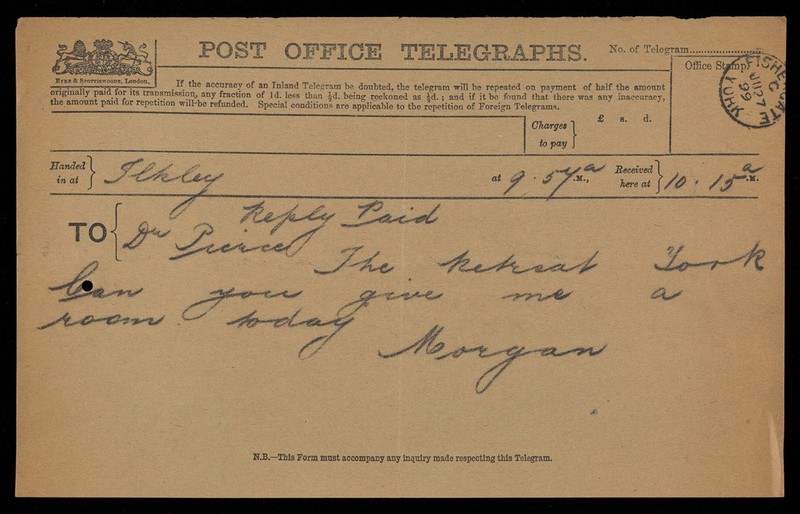 POST OFFICE TELEGRAPHS.
No. of Telegram
Office Stamp.
FISHERGATE
C
JU 27
99
YORK
EYRE & SPOTTISWOODE, London.
If the accuracy of an Inland Telegram be doubted, the telegram will be repeated on payment of half the amount
originally paid for its transmission, any fraction of 1d. less than ½d. being reckoned as ½d.; and if it be found that there was any inaccuracy,
the amount paid for repetition will be refunded. Special conditions are applicable to the repetition of Foreign Telegrams.
Charges to pay } £ s. d.
Handed in at } Ilkley at 9.57 a M., Received here at } 10.15 a M.
TO { Reply Paid
Dr Pierce The Retreat York
Can you give me a
room today
Morgan
N.B.—This Form must accompany any inquiry made respecting this Telegram.